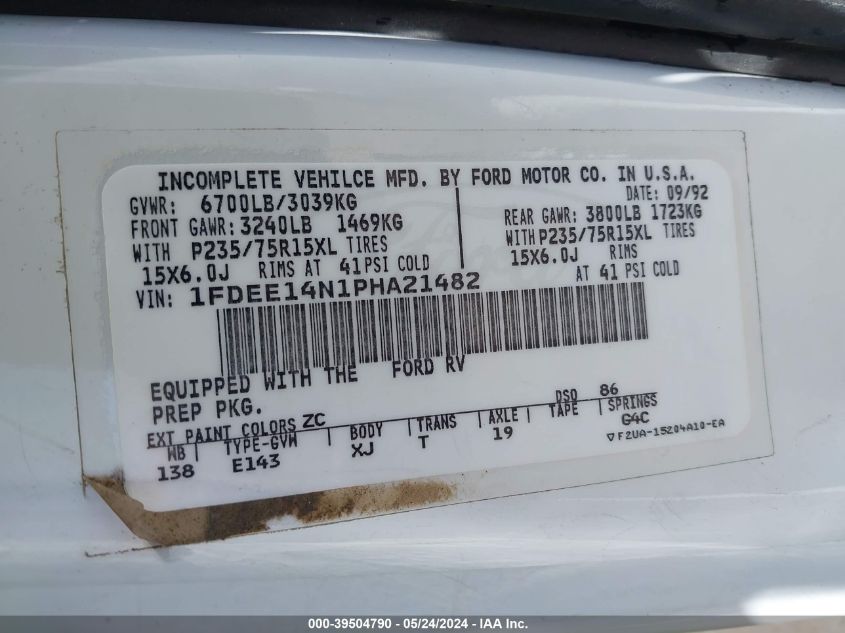 INCOMPLETE VEHILCE MFD. BY FORD MOTOR CO. IN U.S.A.
GVWR: 6700LB/3039KG DATE: 09/92
FRONT GAWR: 3240LB 1469KG REAR GAWR: 3800LB 1723KG
WITH P235/75R15XL TIRES WITH P235/75R15XL TIRES
15X6.0J RIMS AT 41 PSI COLD 15X6.0J RIMS
AT 41 PSI COLD
VIN: 1FDEE14N1PHA21482
EQUIPPED WITH THE FORD RV
PREP PKG.
DSO 86
EXT PAINT COLORS ZC
WB TYPE-GVW BODY TRANS AXLE TAPE SPRINGS
138 E143 XJ T 19 G4C
F2UA-15204A10-EA
000-39504790 / 05/24/2024 / IAA Inc.